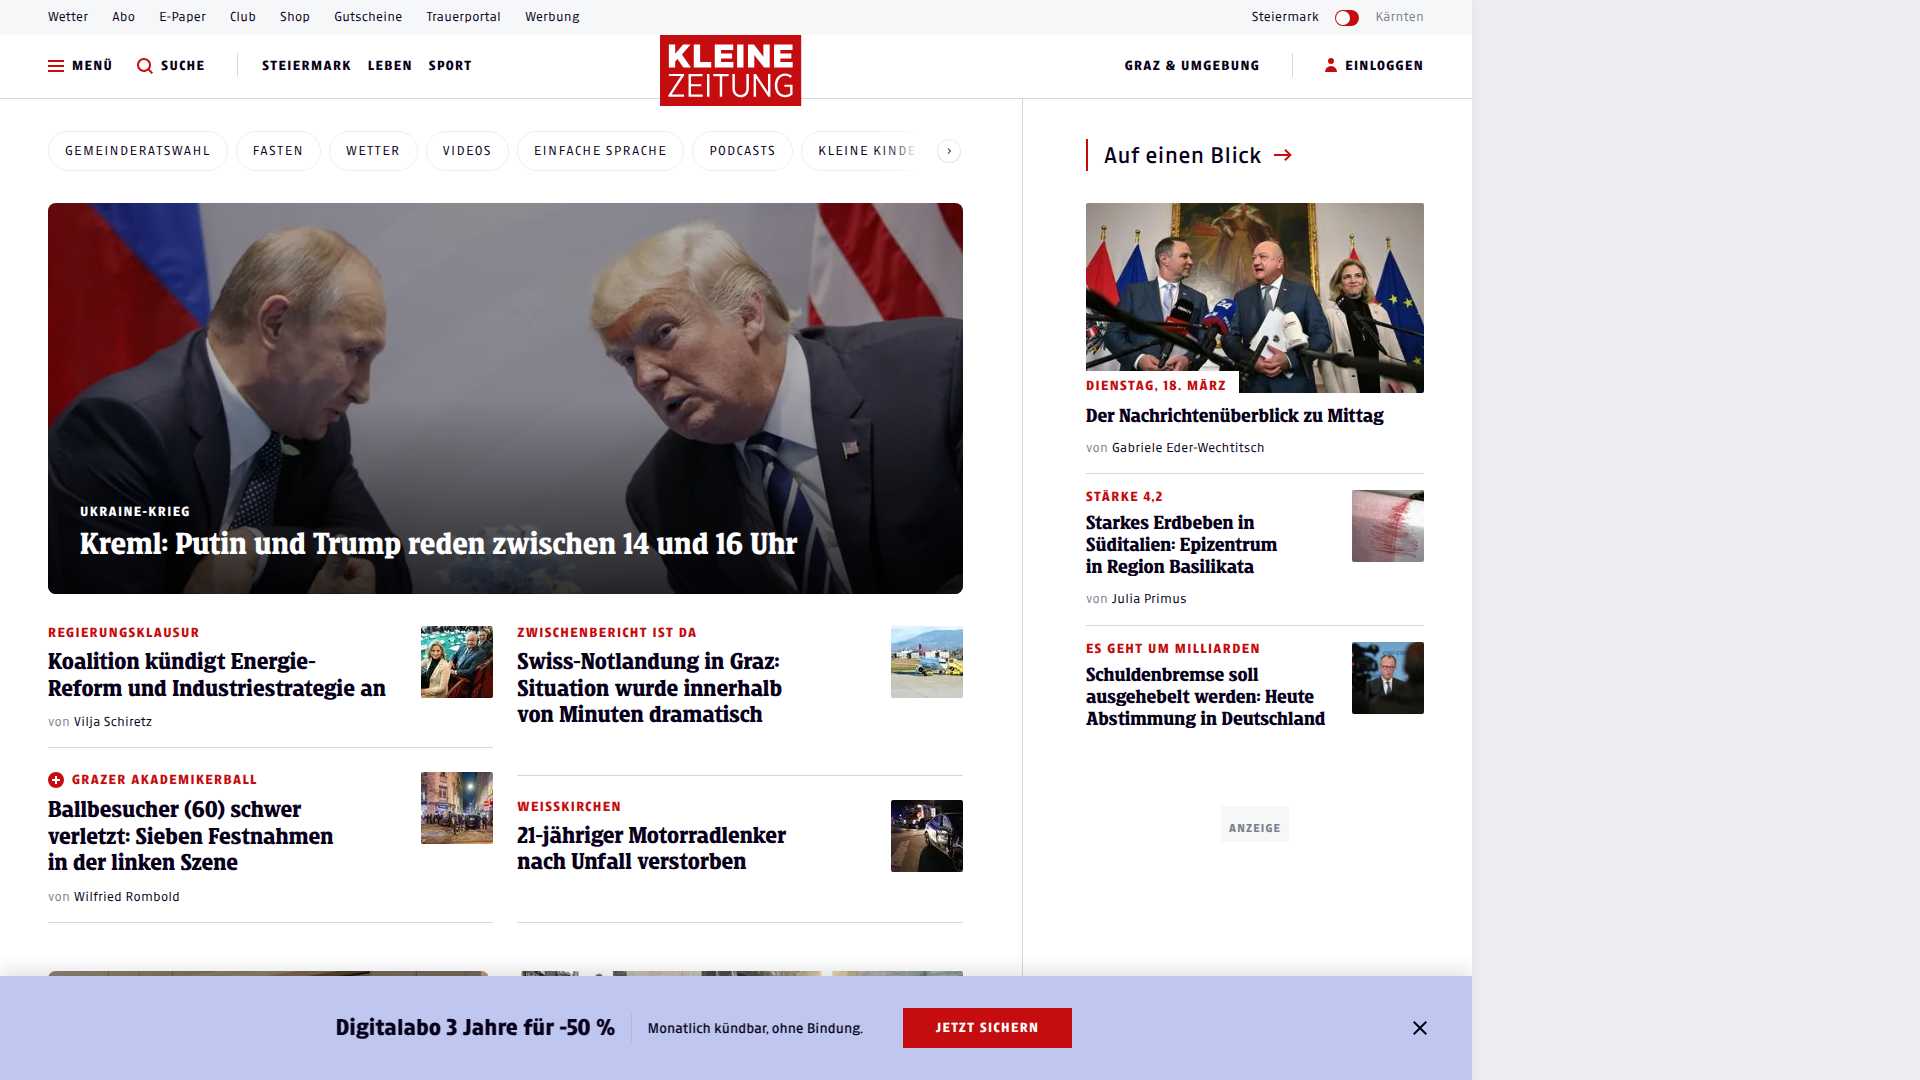 Wetter Abo E-Paper Club Shop Gutscheine Trauerportal Werbung Steiermark Kärnten
MENÜ SUCHE STEIERMARK LEBEN SPORT KLEINE ZEITUNG GRAZ & UMGEBUNG EINLOGGEN
GEMEINDERATSWAHL FASTEN WETTER VIDEOS EINFACHE SPRACHE PODCASTS KLEINE KINDE
UKRAINE-KRIEG
Kreml: Putin und Trump reden zwischen 14 und 16 Uhr
REGIERUNGSKLAUSUR
Koalition kündigt Energie-
Reform und Industriestrategie an
von Vilja Schiretz
ZWISCHENBERICHT IST DA
Swiss-Notlandung in Graz:
Situation wurde innerhalb
von Minuten dramatisch
GRAZER AKADEMIKERBALL
Ballbesucher (60) schwer
verletzt: Sieben Festnahmen
in der linken Szene
von Wilfried Rombold
WEISSKIRCHEN
21-jähriger Motorradlenker
nach Unfall verstorben
Auf einen Blick
DIENSTAG, 18. MÄRZ
Der Nachrichtenüberblick zu Mittag
von Gabriele Eder-Wechtitsch
STÄRKE 4,2
Starkes Erdbeben in
Süditalien: Epizentrum
in Region Basilikata
von Julia Primus
ES GEHT UM MILLIARDEN
Schuldenbremse soll
ausgehebelt werden: Heute
Abstimmung in Deutschland
ANZEIGE
Digitalabo 3 Jahre für -50 % Monatlich kündbar, ohne Bindung. JETZT SICHERN